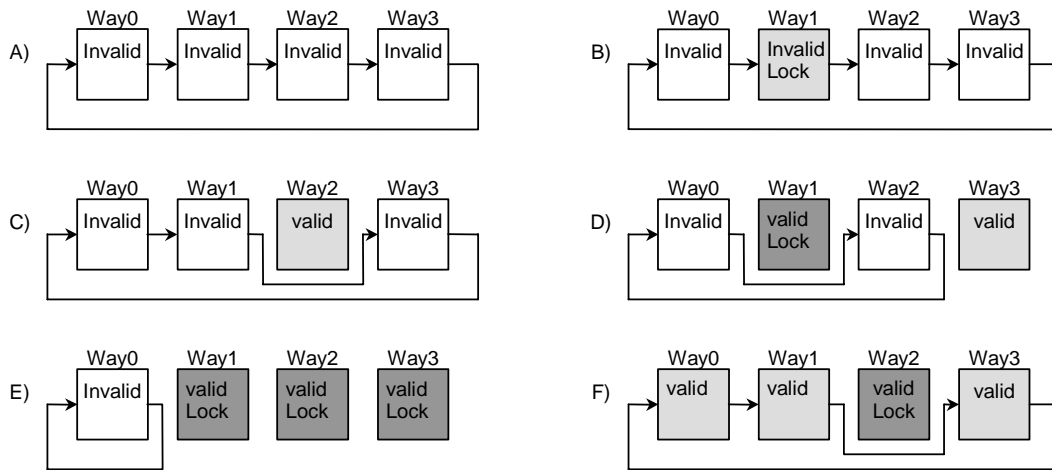 Way0 Way1 Way2 Way3
A) Invalid Invalid Invalid Invalid
Way0 Way1 Way2 Way3
B) Invalid Invalid Invalid Invalid
Lock
Way0 Way1 Way2 Way3
C) Invalid Invalid valid Invalid
Way0 Way1 Way2 Way3
D) Invalid valid Invalid valid
Lock
Way0 Way1 Way2 Way3
E) Invalid valid valid valid
Lock Lock Lock
Way0 Way1 Way2 Way3
F) valid valid valid valid
Lock